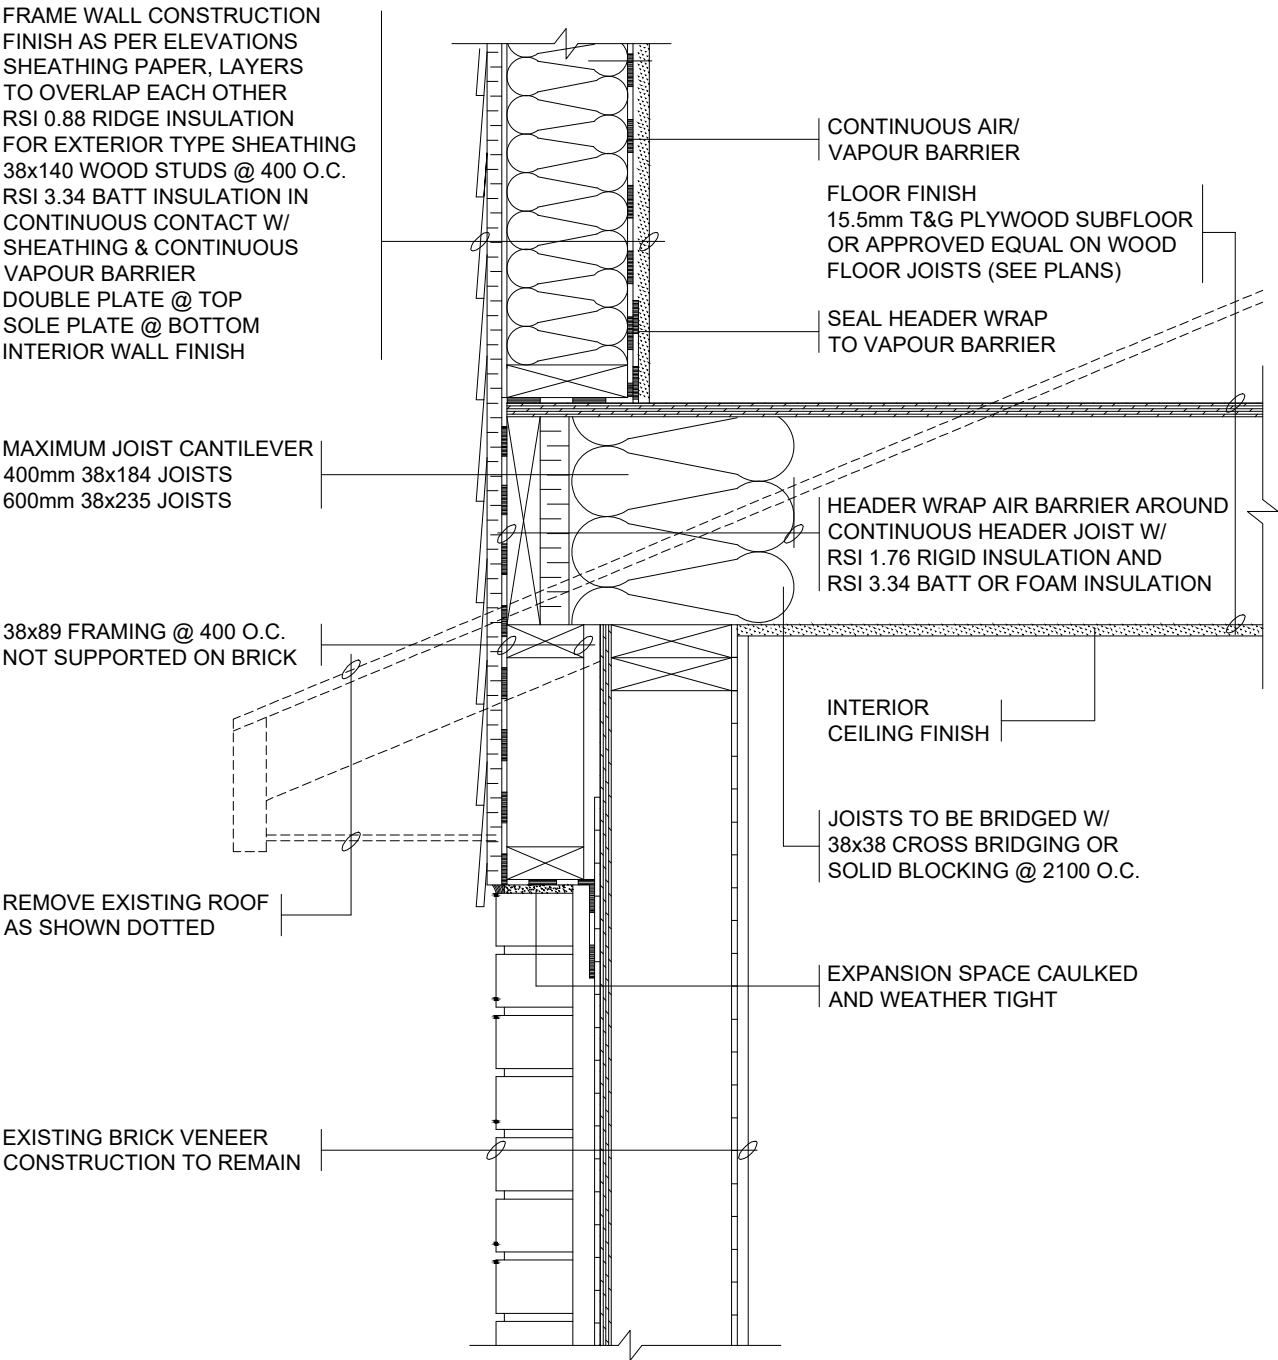 FRAME WALL CONSTRUCTION
FINISH AS PER ELEVATIONS
SHEATHING PAPER, LAYERS
TO OVERLAP EACH OTHER
RSI 0.88 RIDGE INSULATION
FOR EXTERIOR TYPE SHEATHING
38x140 WOOD STUDS @ 400 O.C.
RSI 3.34 BATT INSULATION IN
CONTINUOUS CONTACT W/
SHEATHING & CONTINUOUS
VAPOUR BARRIER
DOUBLE PLATE @ TOP
SOLE PLATE @ BOTTOM
INTERIOR WALL FINISH
MAXIMUM JOIST CANTILEVER
400mm 38x184 JOISTS
600mm 38x235 JOISTS
38x89 FRAMING @ 400 O.C.
NOT SUPPORTED ON BRICK
REMOVE EXISTING ROOF
AS SHOWN DOTTED
EXISTING BRICK VENEER
CONSTRUCTION TO REMAIN
CONTINUOUS AIR/
VAPOUR BARRIER
FLOOR FINISH
15.5mm T&G PLYWOOD SUBFLOOR
OR APPROVED EQUAL ON WOOD
FLOOR JOISTS (SEE PLANS)
SEAL HEADER WRAP
TO VAPOUR BARRIER
HEADER WRAP AIR BARRIER AROUND
CONTINUOUS HEADER JOIST W/
RSI 1.76 RIGID INSULATION AND
RSI 3.34 BATT OR FOAM INSULATION
INTERIOR
CEILING FINISH
JOISTS TO BE BRIDGED W/
38x38 CROSS BRIDGING OR
SOLID BLOCKING @ 2100 O.C.
EXPANSION SPACE CAULKED
AND WEATHER TIGHT